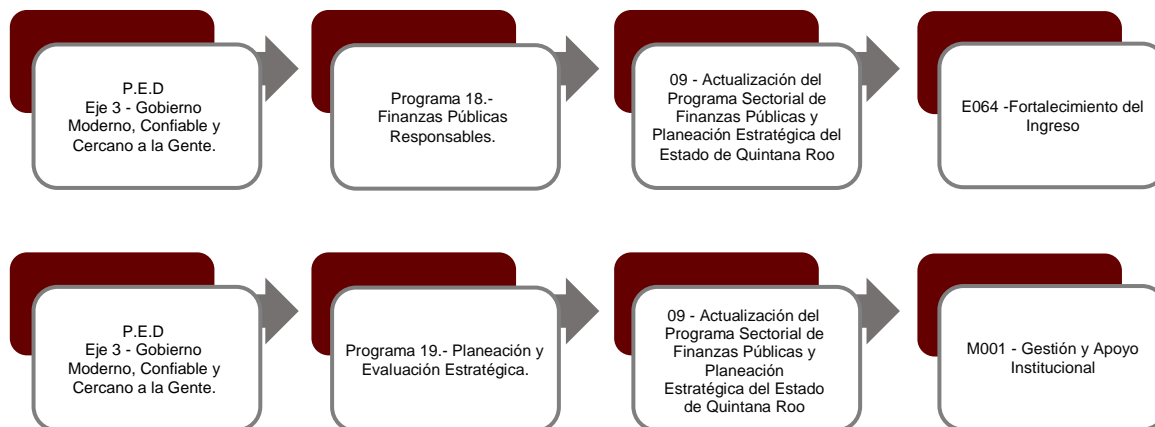 P.E.D
Eje 3 - Gobierno
Moderno, Confiable y
Cercano a la Gente.
Programa 18.-
Finanzas Públicas
Responsables.
09 - Actualización del
Programa Sectorial de
Finanzas Públicas y
Planeación Estratégica del
Estado de Quintana Roo
E064 -Fortalecimiento del
Ingreso
P.E.D
Eje 3 - Gobierno
Moderno, Confiable y
Cercano a la Gente.
Programa 19.- Planeación y
Evaluación Estratégica.
09 - Actualización del
Programa Sectorial de
Finanzas Públicas y
Planeación
Estratégica del Estado
de Quintana Roo
M001 - Gestión y Apoyo
Institucional